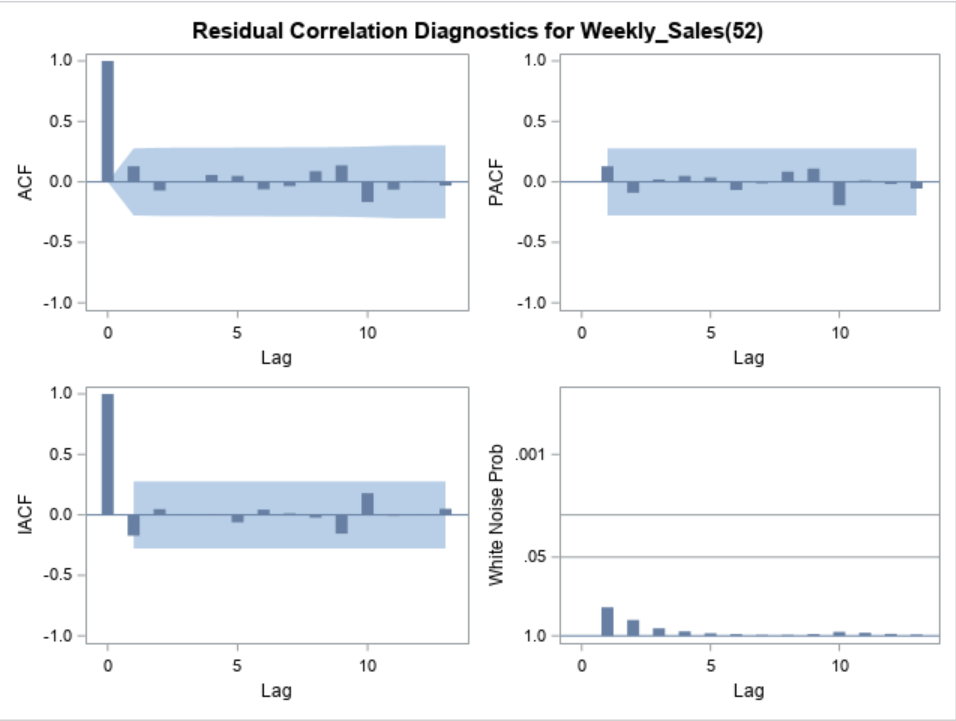 Residual Correlation Diagnostics for Weekly_Sales(52)
ACF
1.0
0.5
0.0
-0.5
-1.0
0 5 10
Lag
PACF
1.0
0.5
0.0
-0.5
-1.0
0 5 10
Lag
IACF
1.0
0.5
0.0
-0.5
-1.0
0 5 10
Lag
White Noise Prob
.001
.05
1.0
0 5 10
Lag